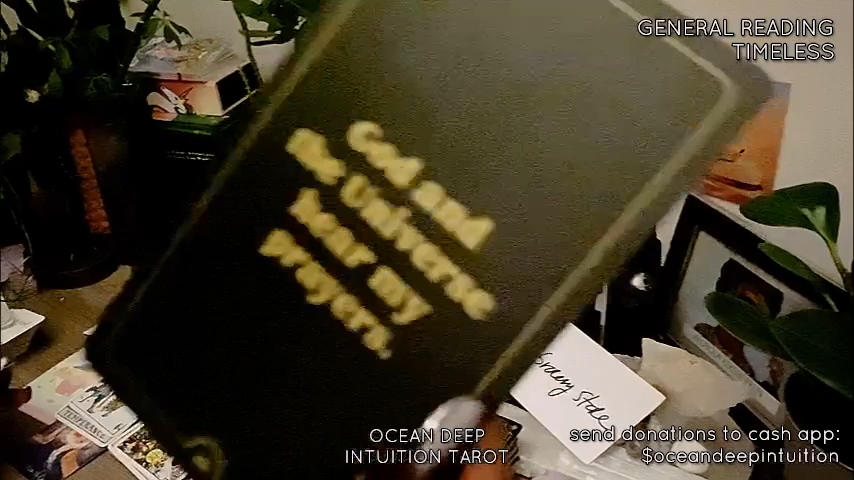 GENERAL READING
TIMELESS
God and
the Universe
hear my
prayers.
TEMPERANCE
OCEAN DEEP
INTUITION TAROT
send donations to cash app:
$oceandeepintuition